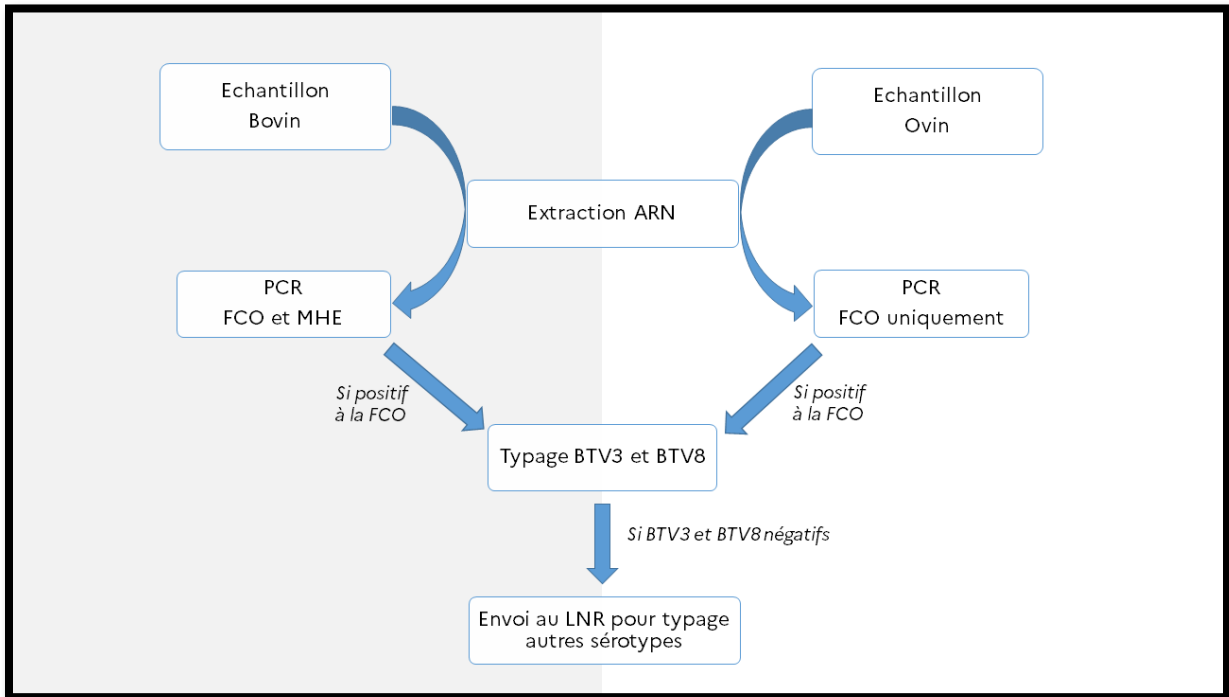 Echantillon
Bovin
Echantillon
Ovin
Extraction ARN
PCR
FCO et MHE
PCR
FCO uniquement
Si positif
à la FCO
Si positif
à la FCO
Typage BTV3 et BTV8
Si BTV3 et BTV8 négatifs
Envoi au LNR pour typage
autres sérotypes